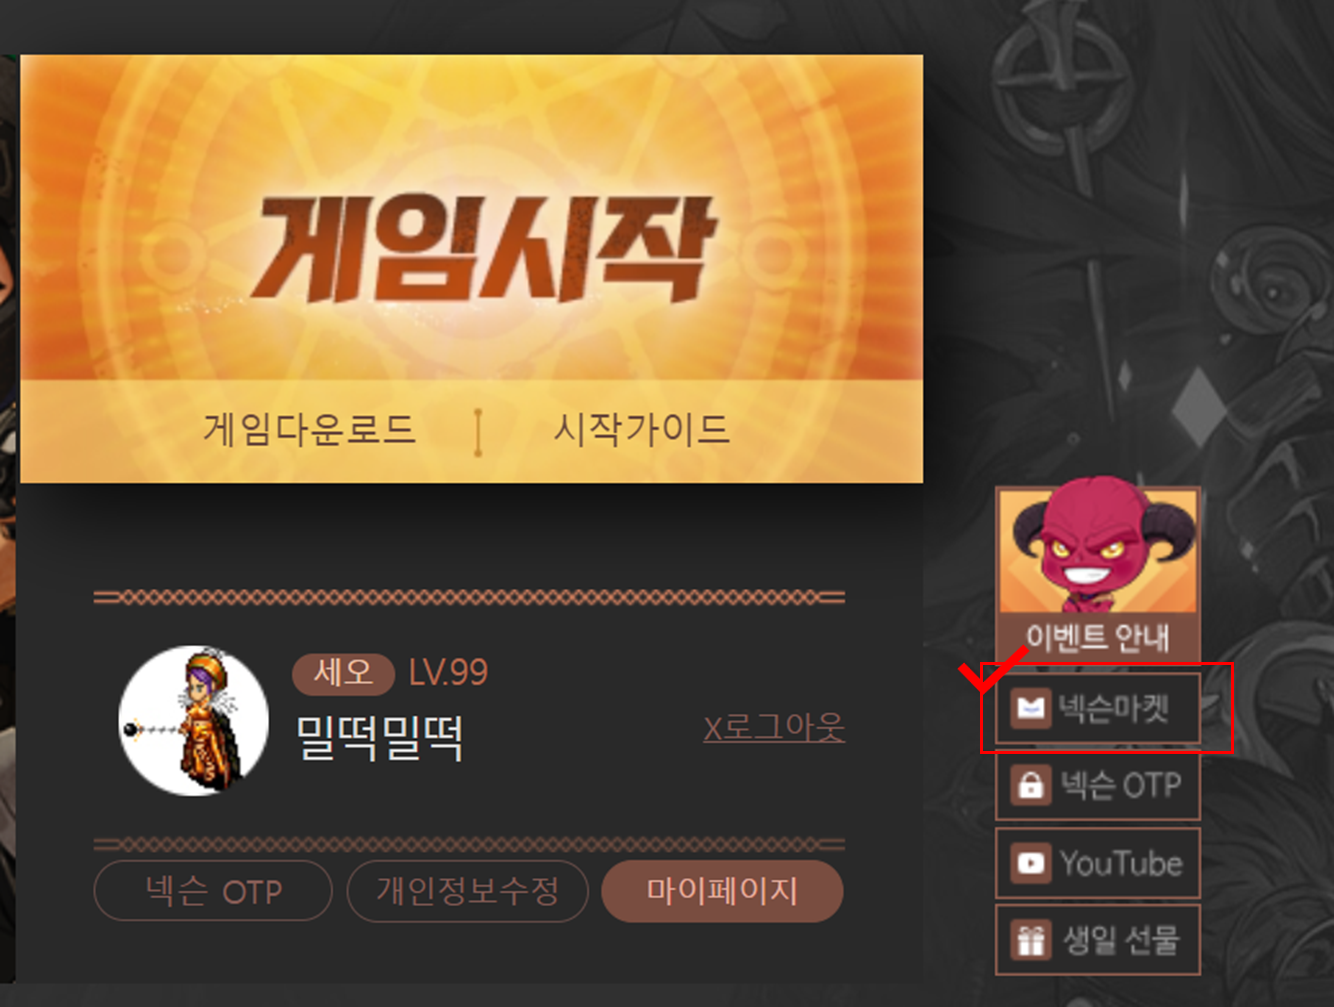 게임시작
게임다운로드
시작가이드
이벤트 안내
세오 LV.99
밀떡밀떡
X로그아웃
넥슨 OTP
개인정보수정
마이페이지
넥슨마켓
넥슨 OTP
YouTube
생일 선물